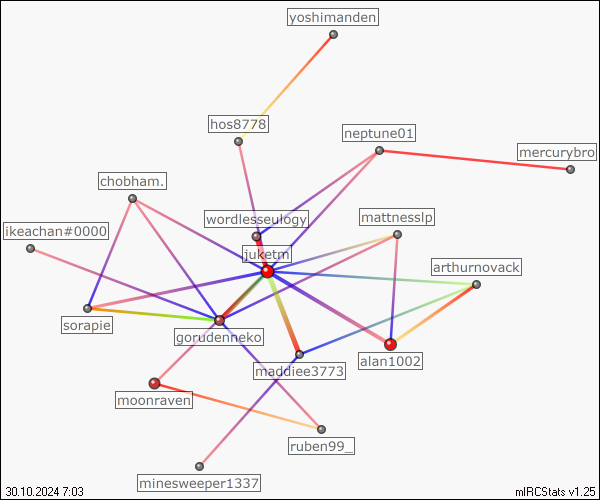 yoshimanden
hos8778
neptune01
mercurybro
chobham.
wordlesseulogy
mattnesslp
ikeachan#0000
juketm
arthurnovack
sorapie
gorudenneko
alan1002
maddiee3773
moonraven
ruben99_
minesweeper1337
30.10.2024 7:03
mIRCStats v1.25